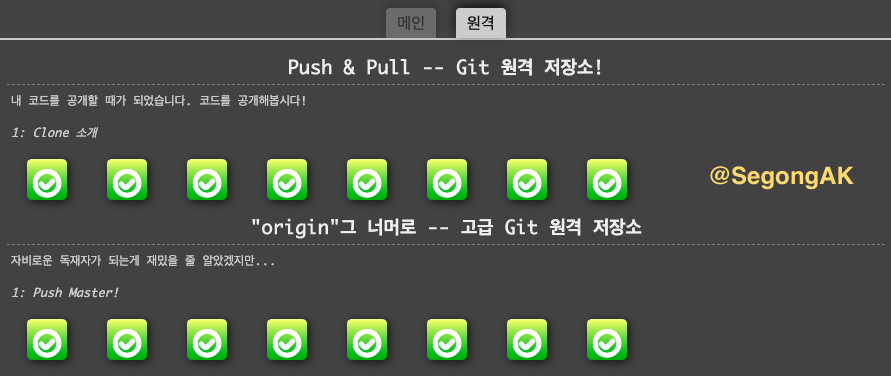 메인 원격
Push & Pull -- Git 원격 저장소!
내 코드를 공개할 때가 되었습니다. 코드를 공개해봅시다!
1: Clone 소개
@SegongAK
"origin"그 너머로 -- 고급 Git 원격 저장소
자비로운 독재자가 되는게 재밌을 줄 알았겠지만...
1: Push Master!